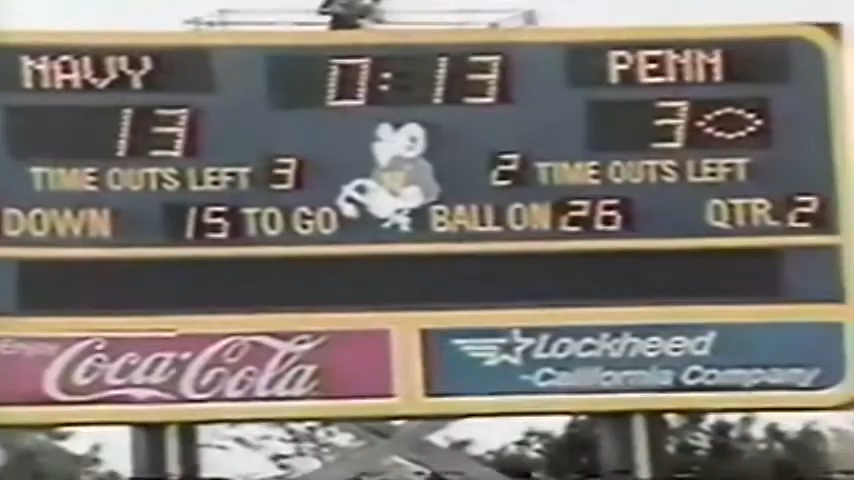 NAVY 0:13 PENN
13 3
TIME OUTS LEFT 3 2 TIME OUTS LEFT
DOWN 15 TO GO BALL ON 26 QTR. 2
Enjoy
Coca-Cola
Lockheed
-California Company